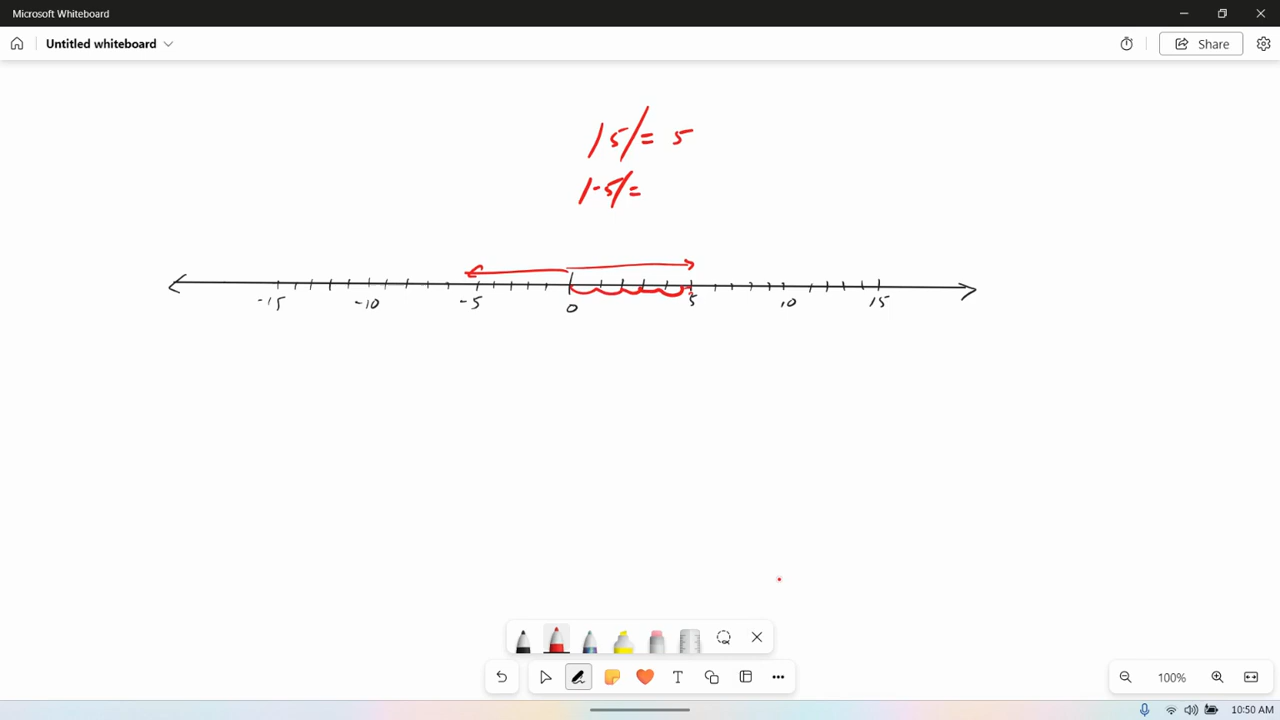 Microsoft Whiteboard
Untitled whiteboard
Share
|5| = 5
|-5| =
-15 -10 -5 0 5 10 15
T
100%
10:50 AM